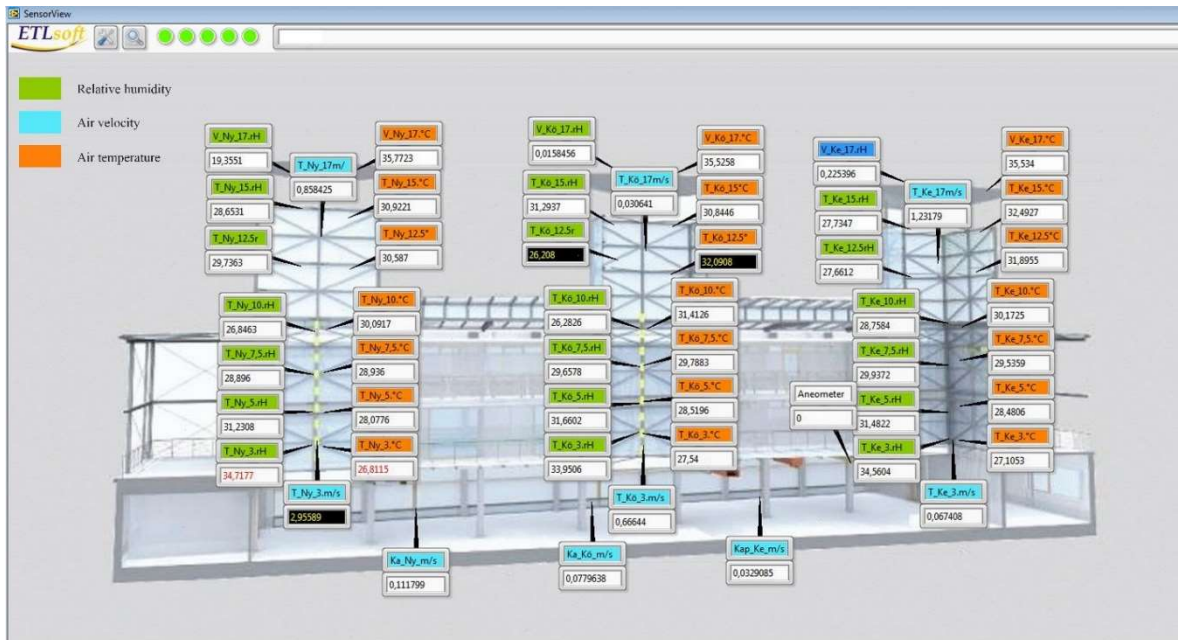 SensorView
ETLsoft
Relative humidity
Air velocity
Air temperature
V_Ny_17.rH
19,3551
T_Ny_15.rH
28,6531
T_Ny_12.5r
29,7363
T_Ny_17m/
0,858425
V_Ny_17.°C
35,7723
T_Ny_15.°C
30,9221
T_Ny_12.5°
30,587
V_Kö_17.rH
0,0158456
T_Kö_15.rH
31,2937
T_Kö_12.5r
26,208
T_Kö_17m/s
0,030641
V_Kö_17.°C
35,5258
T_Kö_15°C
30,8446
T_Kö_12.5°
32,0908
V_Ke_17.rH
0,225396
T_Ke_15.rH
27,7347
T_Ke_12.5rH
27,6612
T_Ke_17m/s
1,23179
V_Ke_17.°C
35,534
T_Ke_15.°C
32,4927
T_Ke_12.5°C
31,8955
T_Ny_10.rH
26,8463
T_Ny_7,5.rH
28,896
T_Ny_5.rH
31,2308
T_Ny_3.rH
34,7177
T_Ny_10.°C
30,0917
T_Ny_7,5.°C
28,936
T_Ny_5.°C
28,0776
T_Ny_3.°C
26,8115
T_Ny_3.m/s
2,95589
T_Kö_10.rH
26,2826
T_Kö_7,5.rH
29,6578
T_Kö_5.rH
31,6602
T_Kö_3.rH
33,9506
T_Kö_10.°C
31,4126
T_Kö_7,5.°C
29,7883
T_Kö_5.°C
28,5196
T_Kö_3.°C
27,54
T_Kö_3.m/s
0,66644
Aneometer
0
T_Ke_10.rH
28,7584
T_Ke_7,5.rH
29,9372
T_Ke_5.rH
31,4822
T_Ke_3.rH
34,5604
T_Ke_10.°C
30,1725
T_Ke_7,5.°C
29,5359
T_Ke_5.°C
28,4806
T_Ke_3.°C
27,1053
T_Ke_3.m/s
0,067408
Ka_Ny_m/s
0,111799
Ka_Kö_m/s
0,0779638
Kap_Ke_m/s
0,0329085